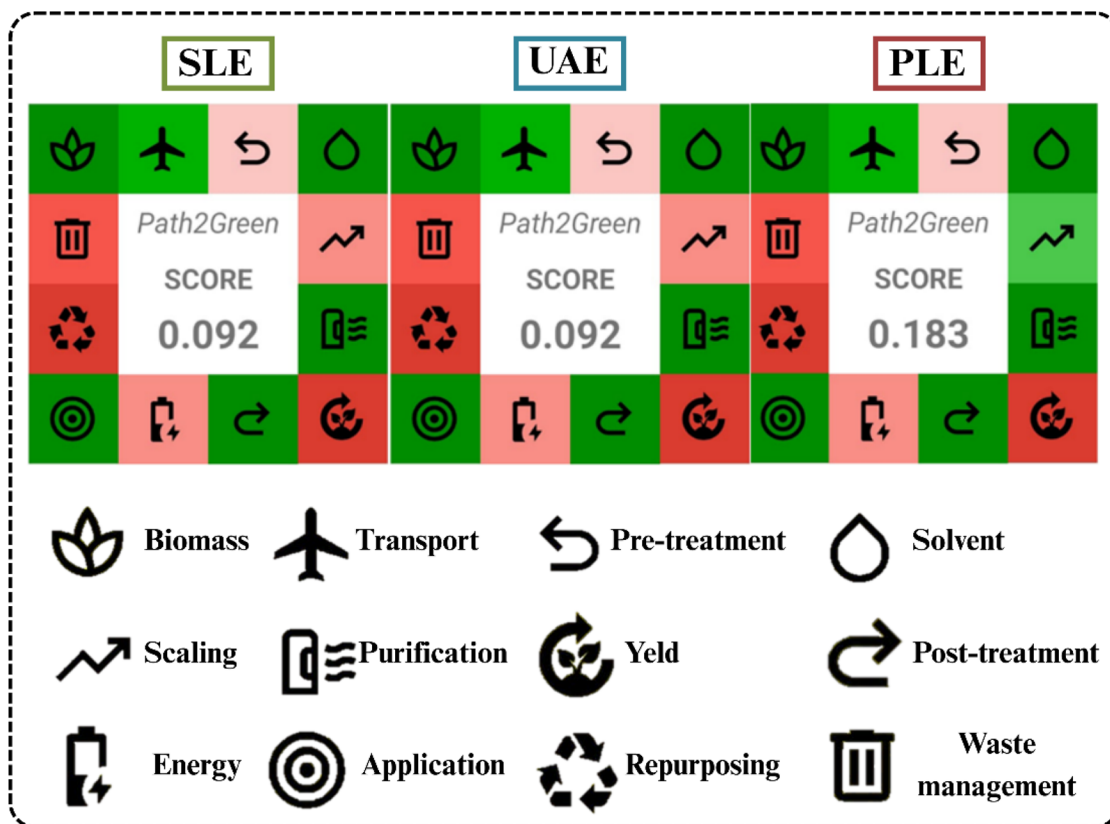 SLE UAE PLE
Path2Green Path2Green Path2Green
SCORE SCORE SCORE
0.092 0.092 0.183
Biomass Transport Pre-treatment Solvent
Scaling Purification Yeld Post-treatment
Energy Application Repurposing Waste
management